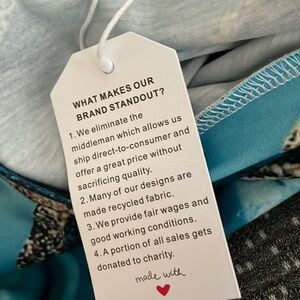 WHAT MAKES OUR
BRAND STANDOUT?
1. We eliminate the
middleman which allows us
ship direct-to-consumer and
offer a great price without
sacrificing quality.
2. Many of our designs are
made recycled fabric.
3. We provide fair wages and
good working conditions.
4. A portion of all sales gets
donated to charity.
made with